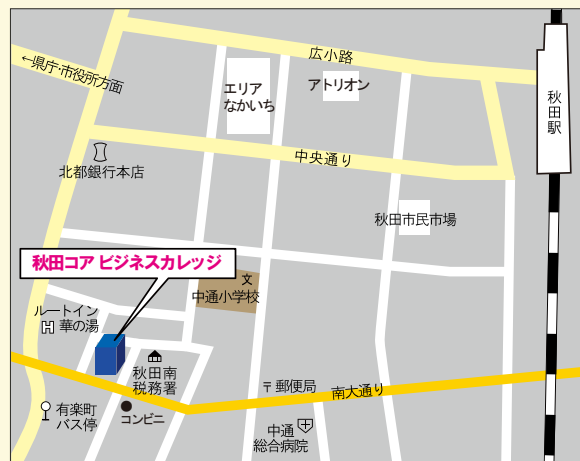 広小路
←県庁・市役所方面
エリア
なかいち
アトリオン
秋田駅
中央通り
北都銀行本店
秋田市民市場
秋田コア ビジネスカレッジ
文
中通小学校
ルートイン
H 華の湯
秋田南
税務署
〒郵便局
南大通り
有楽町
バス停
コンビニ
中通
総合病院